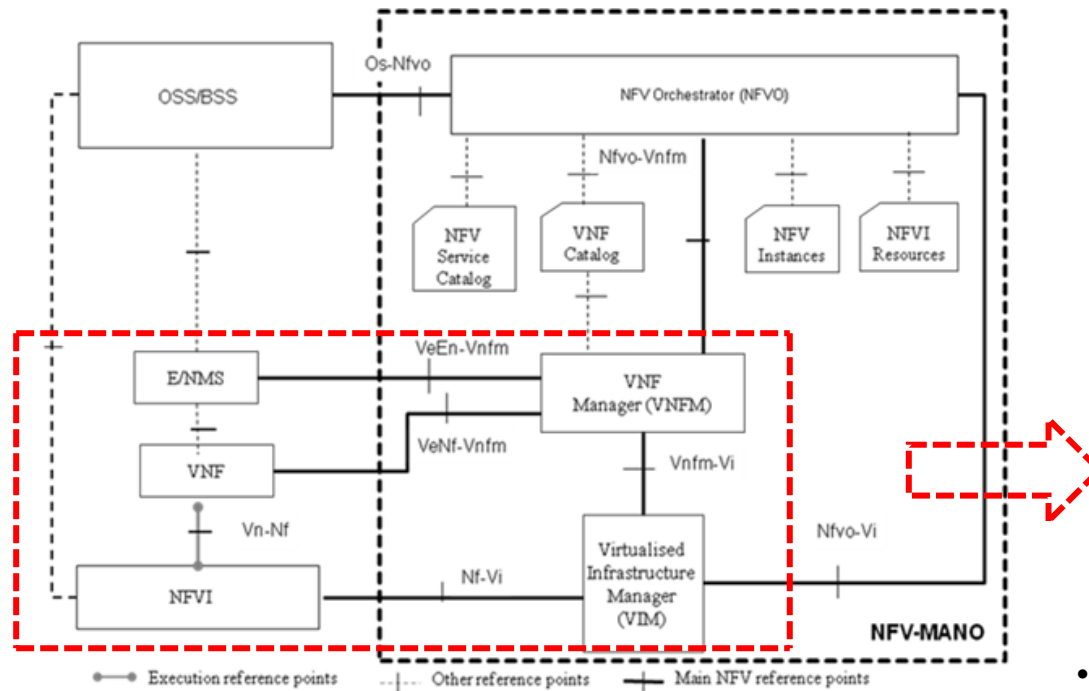 Os-Nfvo
OSS/BSS
NFV Orchestrator (NFVO)
Nfvo-Vnfm
NFV
Service
Catalog
VNF
Catalog
NFV
Instances
NFVI
Resources
VeEn-Vnfm
E/NMS
VNF
Manager (VNFM)
VeNf-Vnfm
VNF
Vnfm-Vi
Vn-Nf
Nfvo-Vi
Virtualised
Infrastructure
Manager
(VIM)
Nf-Vi
NFVI
NFV-MANO
Execution reference points
Other reference points
Main NFV reference points